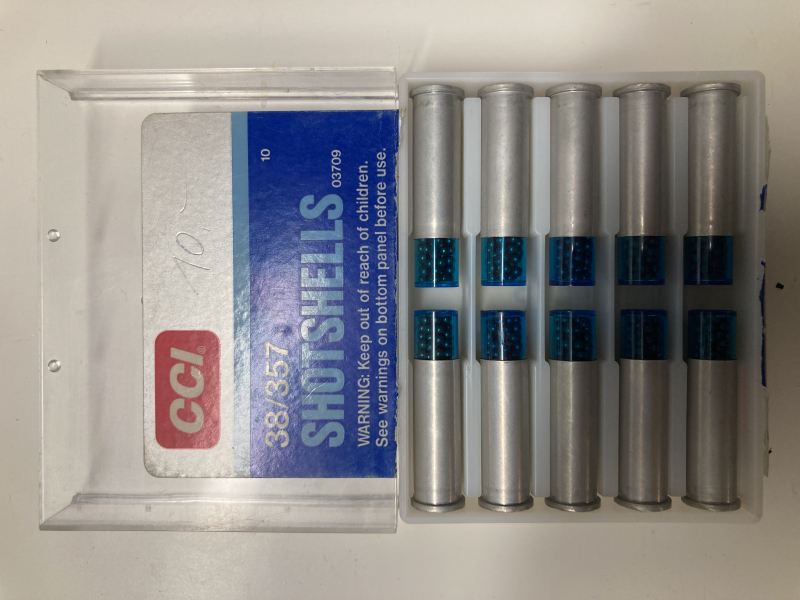 CCI®
10.-
38/357
10
SHOTSHELLS
03709
WARNING: Keep out of reach of children.
See warnings on bottom panel before use.